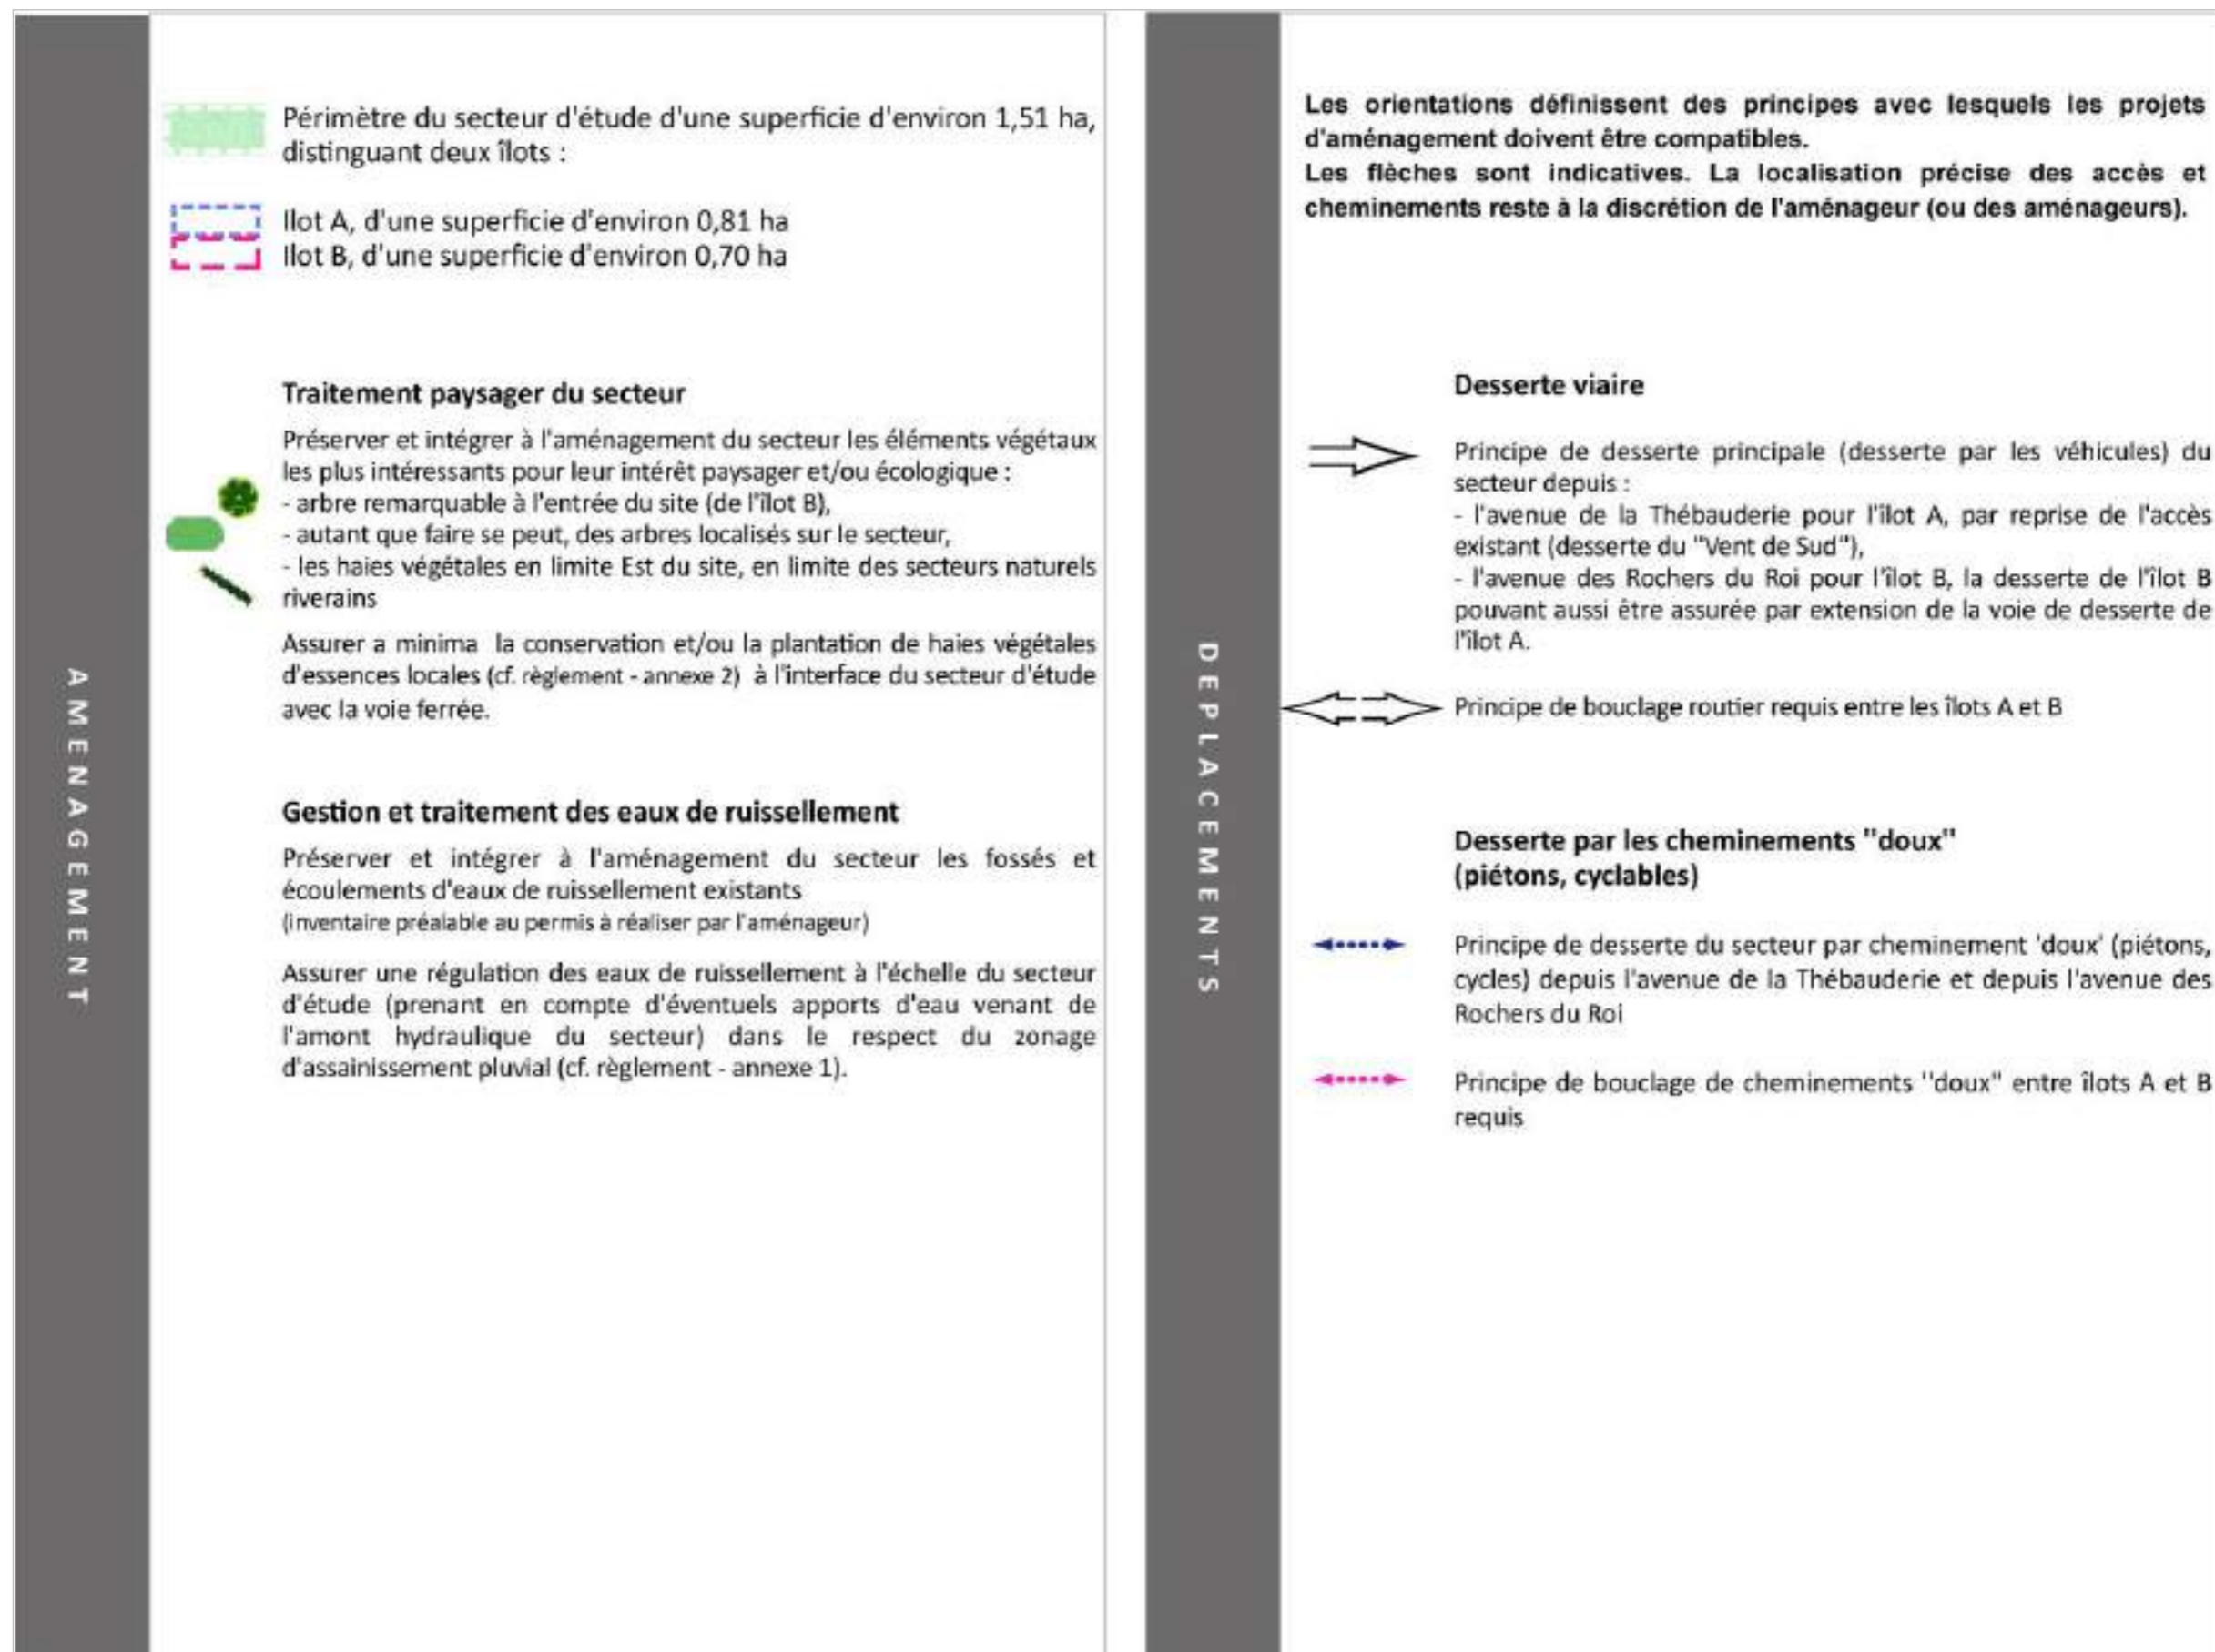 AMENAGEMENT
Périmètre du secteur d'étude d'une superficie d'environ 1,51 ha,
distinguant deux îlots :
Ilot A, d'une superficie d'environ 0,81 ha
Ilot B, d'une superficie d'environ 0,70 ha
Traitement paysager du secteur
Préserver et intégrer à l'aménagement du secteur les éléments végétaux
les plus intéressants pour leur intérêt paysager et/ou écologique :
- arbre remarquable à l'entrée du site (de l'îlot B),
- autant que faire se peut, des arbres localisés sur le secteur,
- les haies végétales en limite Est du site, en limite des secteurs naturels
riverains
Assurer a minima la conservation et/ou la plantation de haies végétales
d'essences locales (cf. règlement - annexe 2) à l'interface du secteur d'étude
avec la voie ferrée.
Gestion et traitement des eaux de ruissellement
Préserver et intégrer à l'aménagement du secteur les fossés et
écoulements d'eaux de ruissellement existants
(inventaire préalable au permis à réaliser par l'aménageur)
Assurer une régulation des eaux de ruissellement à l'échelle du secteur
d'étude (prenant en compte d'éventuels apports d'eau venant de
l'amont hydraulique du secteur) dans le respect du zonage
d'assainissement pluvial (cf. règlement - annexe 1).
DEPLACEMENTS
Les orientations définissent des principes avec lesquels les projets
d'aménagement doivent être compatibles.
Les flèches sont indicatives. La localisation précise des accès et
cheminements reste à la discrétion de l'aménageur (ou des aménageurs).
Desserte viaire
Principe de desserte principale (desserte par les véhicules) du
secteur depuis :
- l'avenue de la Thébauderie pour l'îlot A, par reprise de l'accès
existant (desserte du "Vent de Sud"),
- l'avenue des Rochers du Roi pour l'îlot B, la desserte de l'îlot B
pouvant aussi être assurée par extension de la voie de desserte de
l'îlot A.
Principe de bouclage routier requis entre les îlots A et B
Desserte par les cheminements "doux"
(piétons, cyclables)
Principe de desserte du secteur par cheminement 'doux' (piétons,
cycles) depuis l'avenue de la Thébauderie et depuis l'avenue des
Rochers du Roi
Principe de bouclage de cheminements ''doux" entre îlots A et B
requis